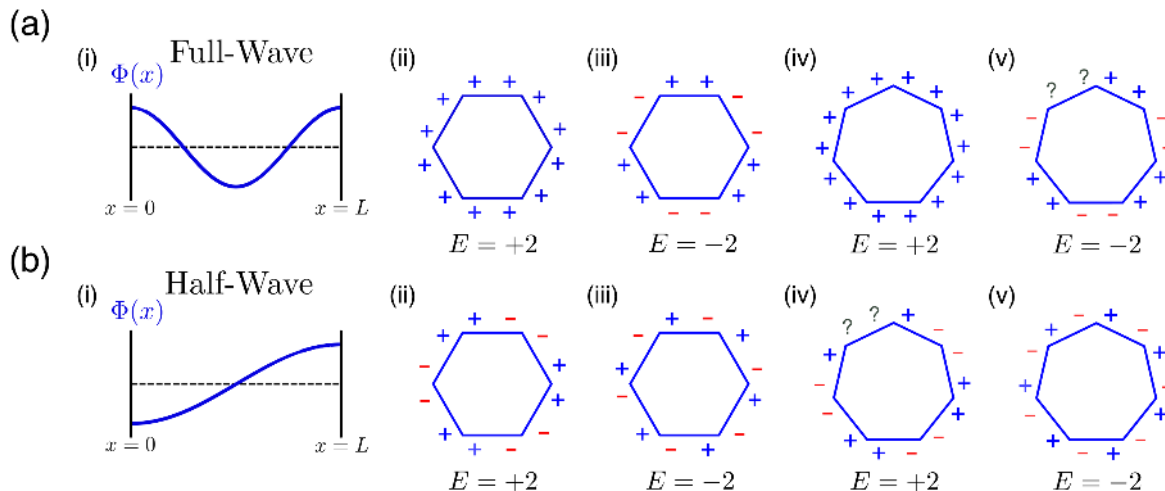 (a)
(i) Full-Wave
Φ(x)
x = 0
x = L
(ii)
E = +2
(iii)
E = −2
(iv)
E = +2
(v)
? ?
E = −2
(b)
(i) Half-Wave
Φ(x)
x = 0
x = L
(ii)
E = +2
(iii)
E = −2
(iv)
? ?
E = +2
(v)
E = −2